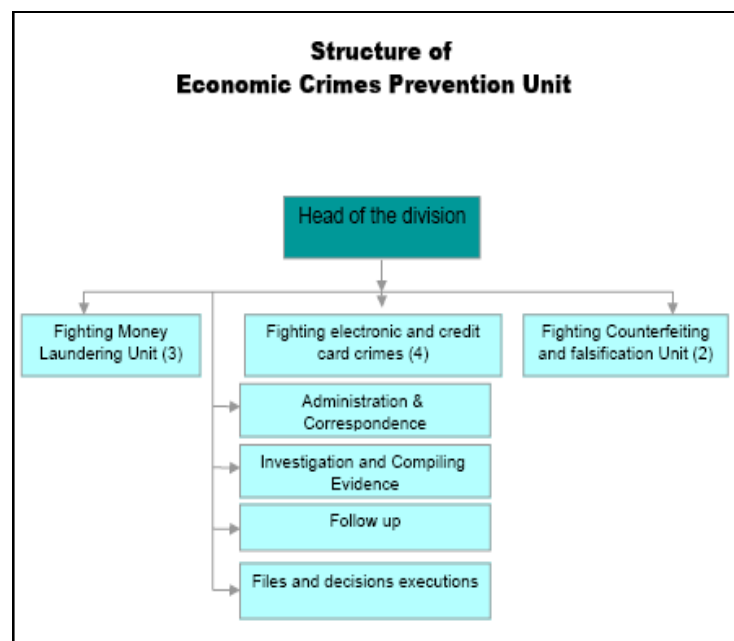 Structure of
Economic Crimes Prevention Unit
Head of the division
Fighting Money
Laundering Unit (3)
Fighting electronic and credit
card crimes (4)
Fighting Counterfeiting
and falsification Unit (2)
Administration &
Correspondence
Investigation and Compiling
Evidence
Follow up
Files and decisions executions